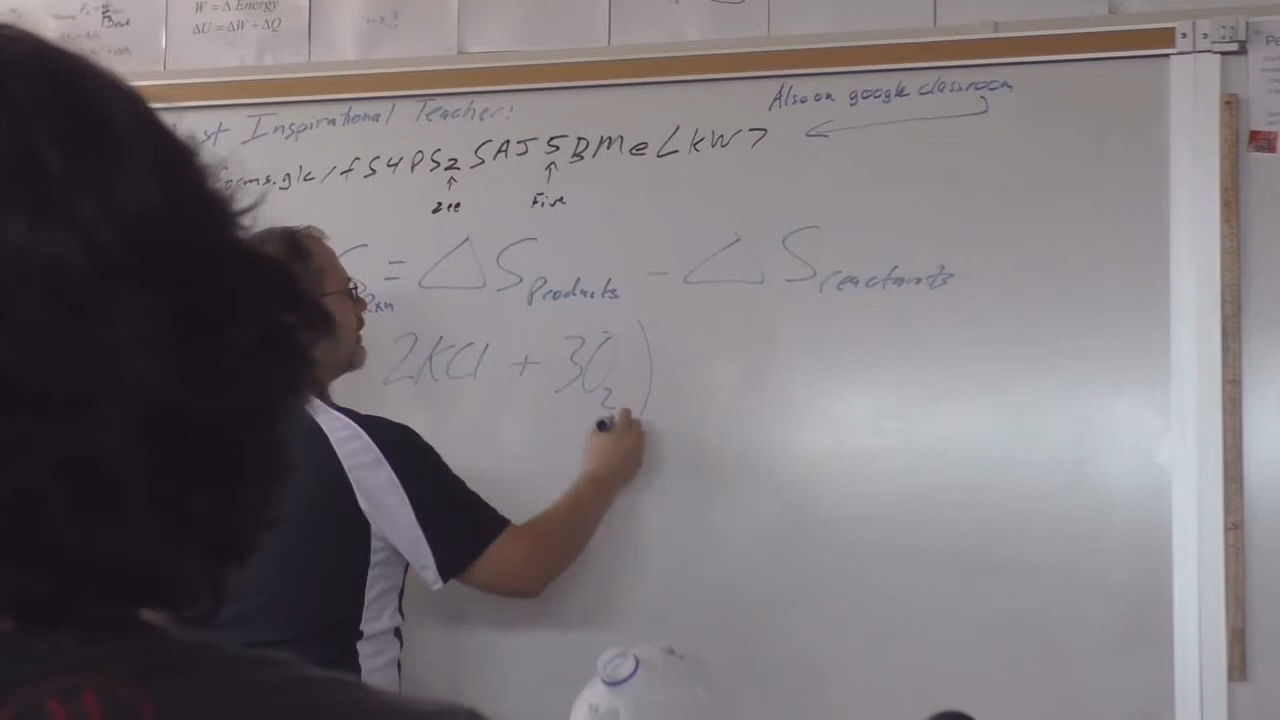 W = Δ Energy
ΔU = ΔW + ΔQ
Also on google classroom
Inspirational Teacher:
forms.gle/fS4PSzSAJ5BMeLkW7
zee Five
= ΔS Products - ΔS reactants
Rxn
2KCl + 3O2)